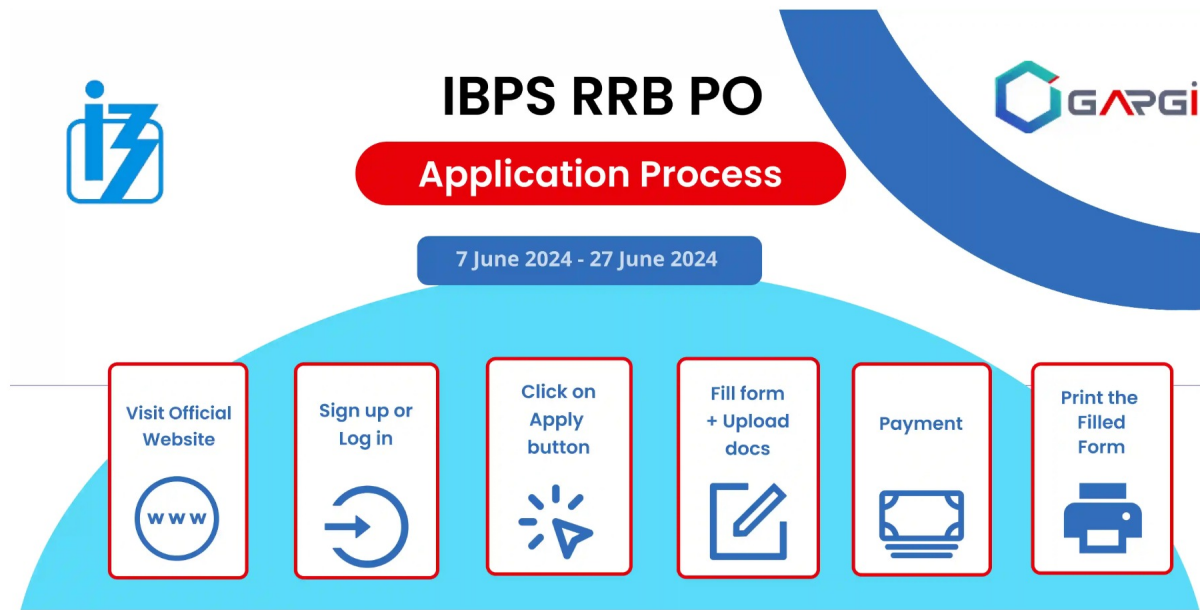 IBPS RRB PO
GARGi
Application Process
7 June 2024 - 27 June 2024
Visit Official
Website
www
Sign up or
Log in
Click on
Apply
button
Fill form
+ Upload
docs
Payment
Print the
Filled
Form